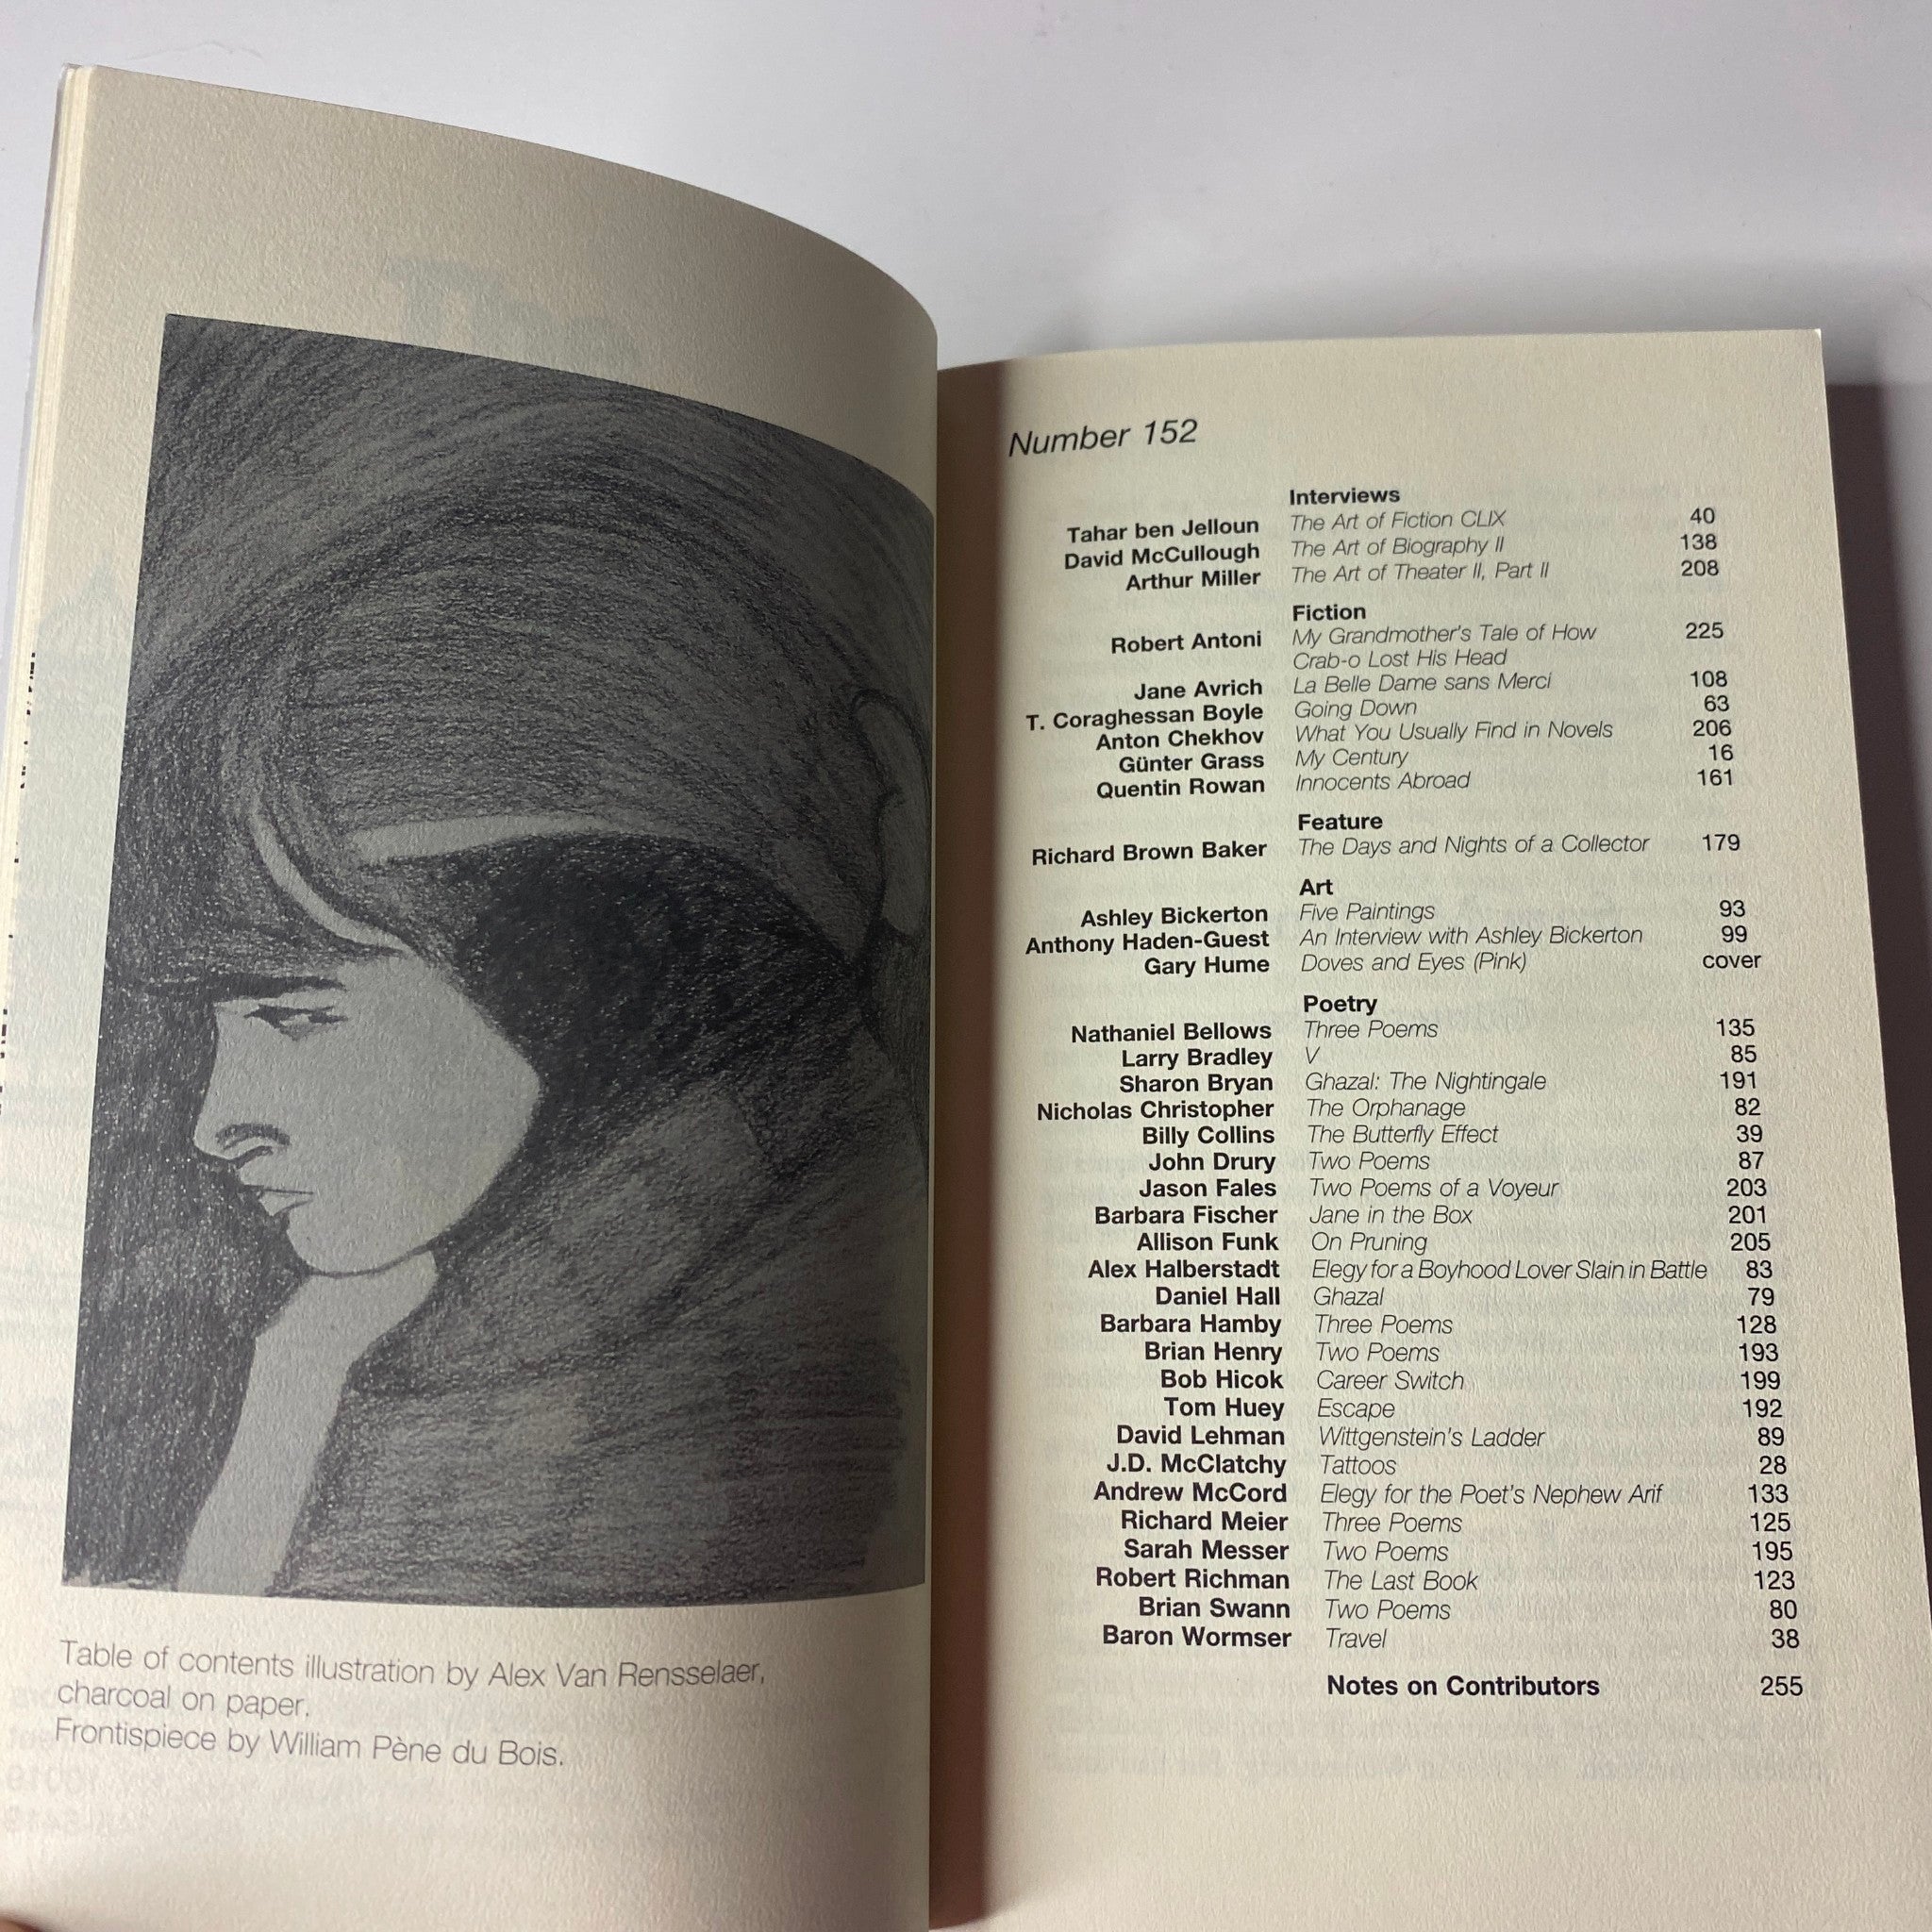 Table of contents illustration by Alex Van Rensselaer,
charcoal on paper.
Frontispiece by William Pène du Bois.
Number 152
Interviews
Tahar ben Jelloun The Art of Fiction CLIX 40
David McCullough The Art of Biography II 138
Arthur Miller The Art of Theater II, Part II 208
Fiction
Robert Antoni My Grandmother's Tale of How 225
Crab-o Lost His Head
Jane Avrich La Belle Dame sans Merci 108
T. Coraghessan Boyle Going Down 63
Anton Chekhov What You Usually Find in Novels 206
Günter Grass My Century 16
Quentin Rowan Innocents Abroad 161
Feature
Richard Brown Baker The Days and Nights of a Collector 179
Art
Ashley Bickerton Five Paintings 93
Anthony Haden-Guest An Interview with Ashley Bickerton 99
Gary Hume Doves and Eyes (Pink) cover
Poetry
Nathaniel Bellows Three Poems 135
Larry Bradley V 85
Sharon Bryan Ghazal: The Nightingale 191
Nicholas Christopher The Orphanage 82
Billy Collins The Butterfly Effect 39
John Drury Two Poems 87
Jason Fales Two Poems of a Voyeur 203
Barbara Fischer Jane in the Box 201
Allison Funk On Pruning 205
Alex Halberstadt Elegy for a Boyhood Lover Slain in Battle 83
Daniel Hall Ghazal 79
Barbara Hamby Three Poems 128
Brian Henry Two Poems 193
Bob Hicok Career Switch 199
Tom Huey Escape 192
David Lehman Wittgenstein's Ladder 89
J.D. McClatchy Tattoos 28
Andrew McCord Elegy for the Poet's Nephew Arif 133
Richard Meier Three Poems 125
Sarah Messer Two Poems 195
Robert Richman The Last Book 123
Brian Swann Two Poems 80
Baron Wormser Travel 38
Notes on Contributors 255